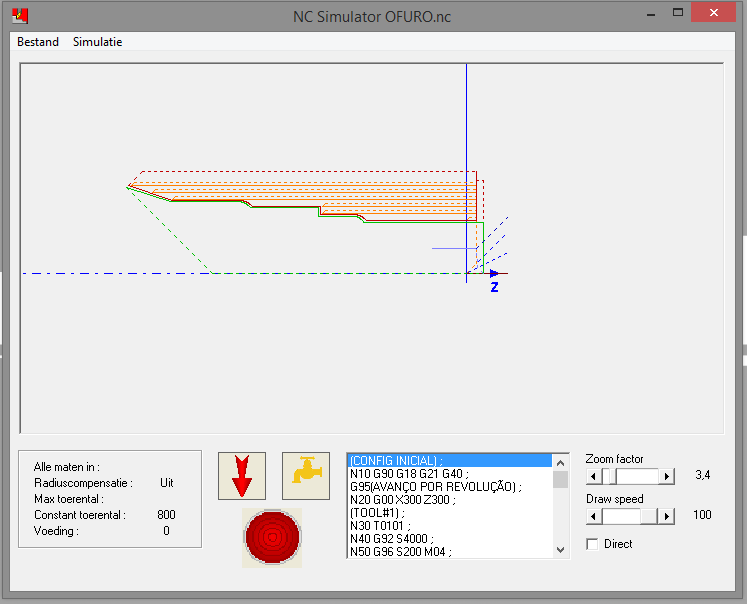 NC Simulator OFURO.nc
Bestand Simulatie
Z
Alle maten in :
Radiuscompensatie : Uit
Max toerental :
Constant toerental : 800
Voeding : 0
(CONFIG INICIAL) ;
N10 G90 G18 G21 G40 ;
G95(AVANÇO POR REVOLUÇÃO) ;
N20 G00 X300 Z300 ;
(TOOL#1) ;
N30 T0101 ;
N40 G92 S4000 ;
N50 G96 S200 M04 ;
Zoom factor
3,4
Draw speed
100
Direct